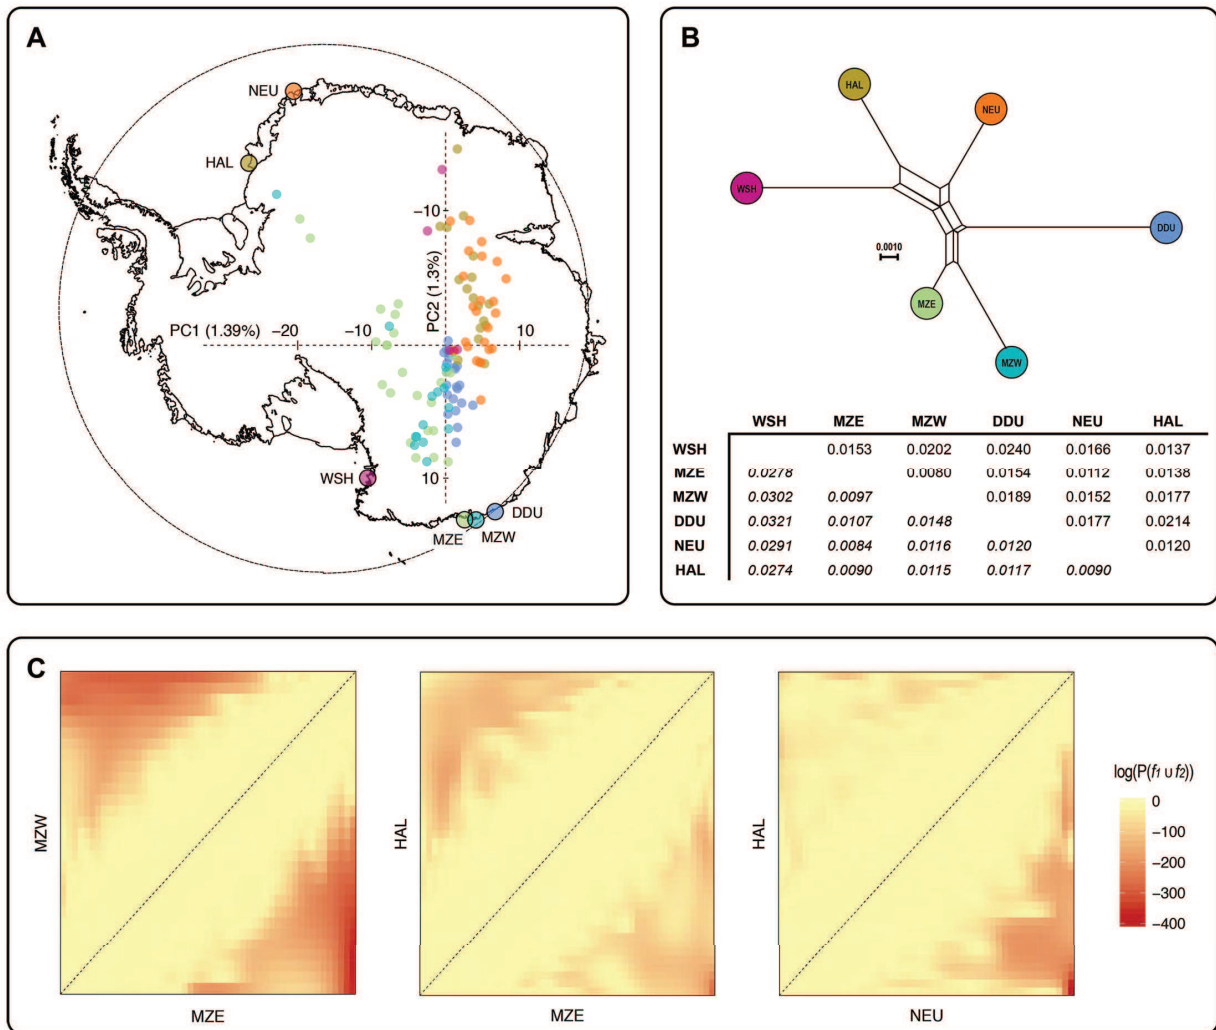 A
NEU
HAL
−10
PC2 (1.3%)
PC1 (1.39%) −20 −10 10
WSH
10
DDU
MZE MZW
B
HAL
NEU
WSH
DDU
0.0010
MZE
MZW
WSH MZE MZW DDU NEU HAL
WSH 0.0153 0.0202 0.0240 0.0166 0.0137
MZE 0.0278 0.0080 0.0154 0.0112 0.0138
MZW 0.0302 0.0097 0.0189 0.0152 0.0177
DDU 0.0321 0.0107 0.0148 0.0177 0.0214
NEU 0.0291 0.0084 0.0116 0.0120 0.0120
HAL 0.0274 0.0090 0.0115 0.0117 0.0090
C
MZW
MZE
HAL
MZE
HAL
NEU
log(P(f1 ∪ f2))
0
−100
−200
−300
−400